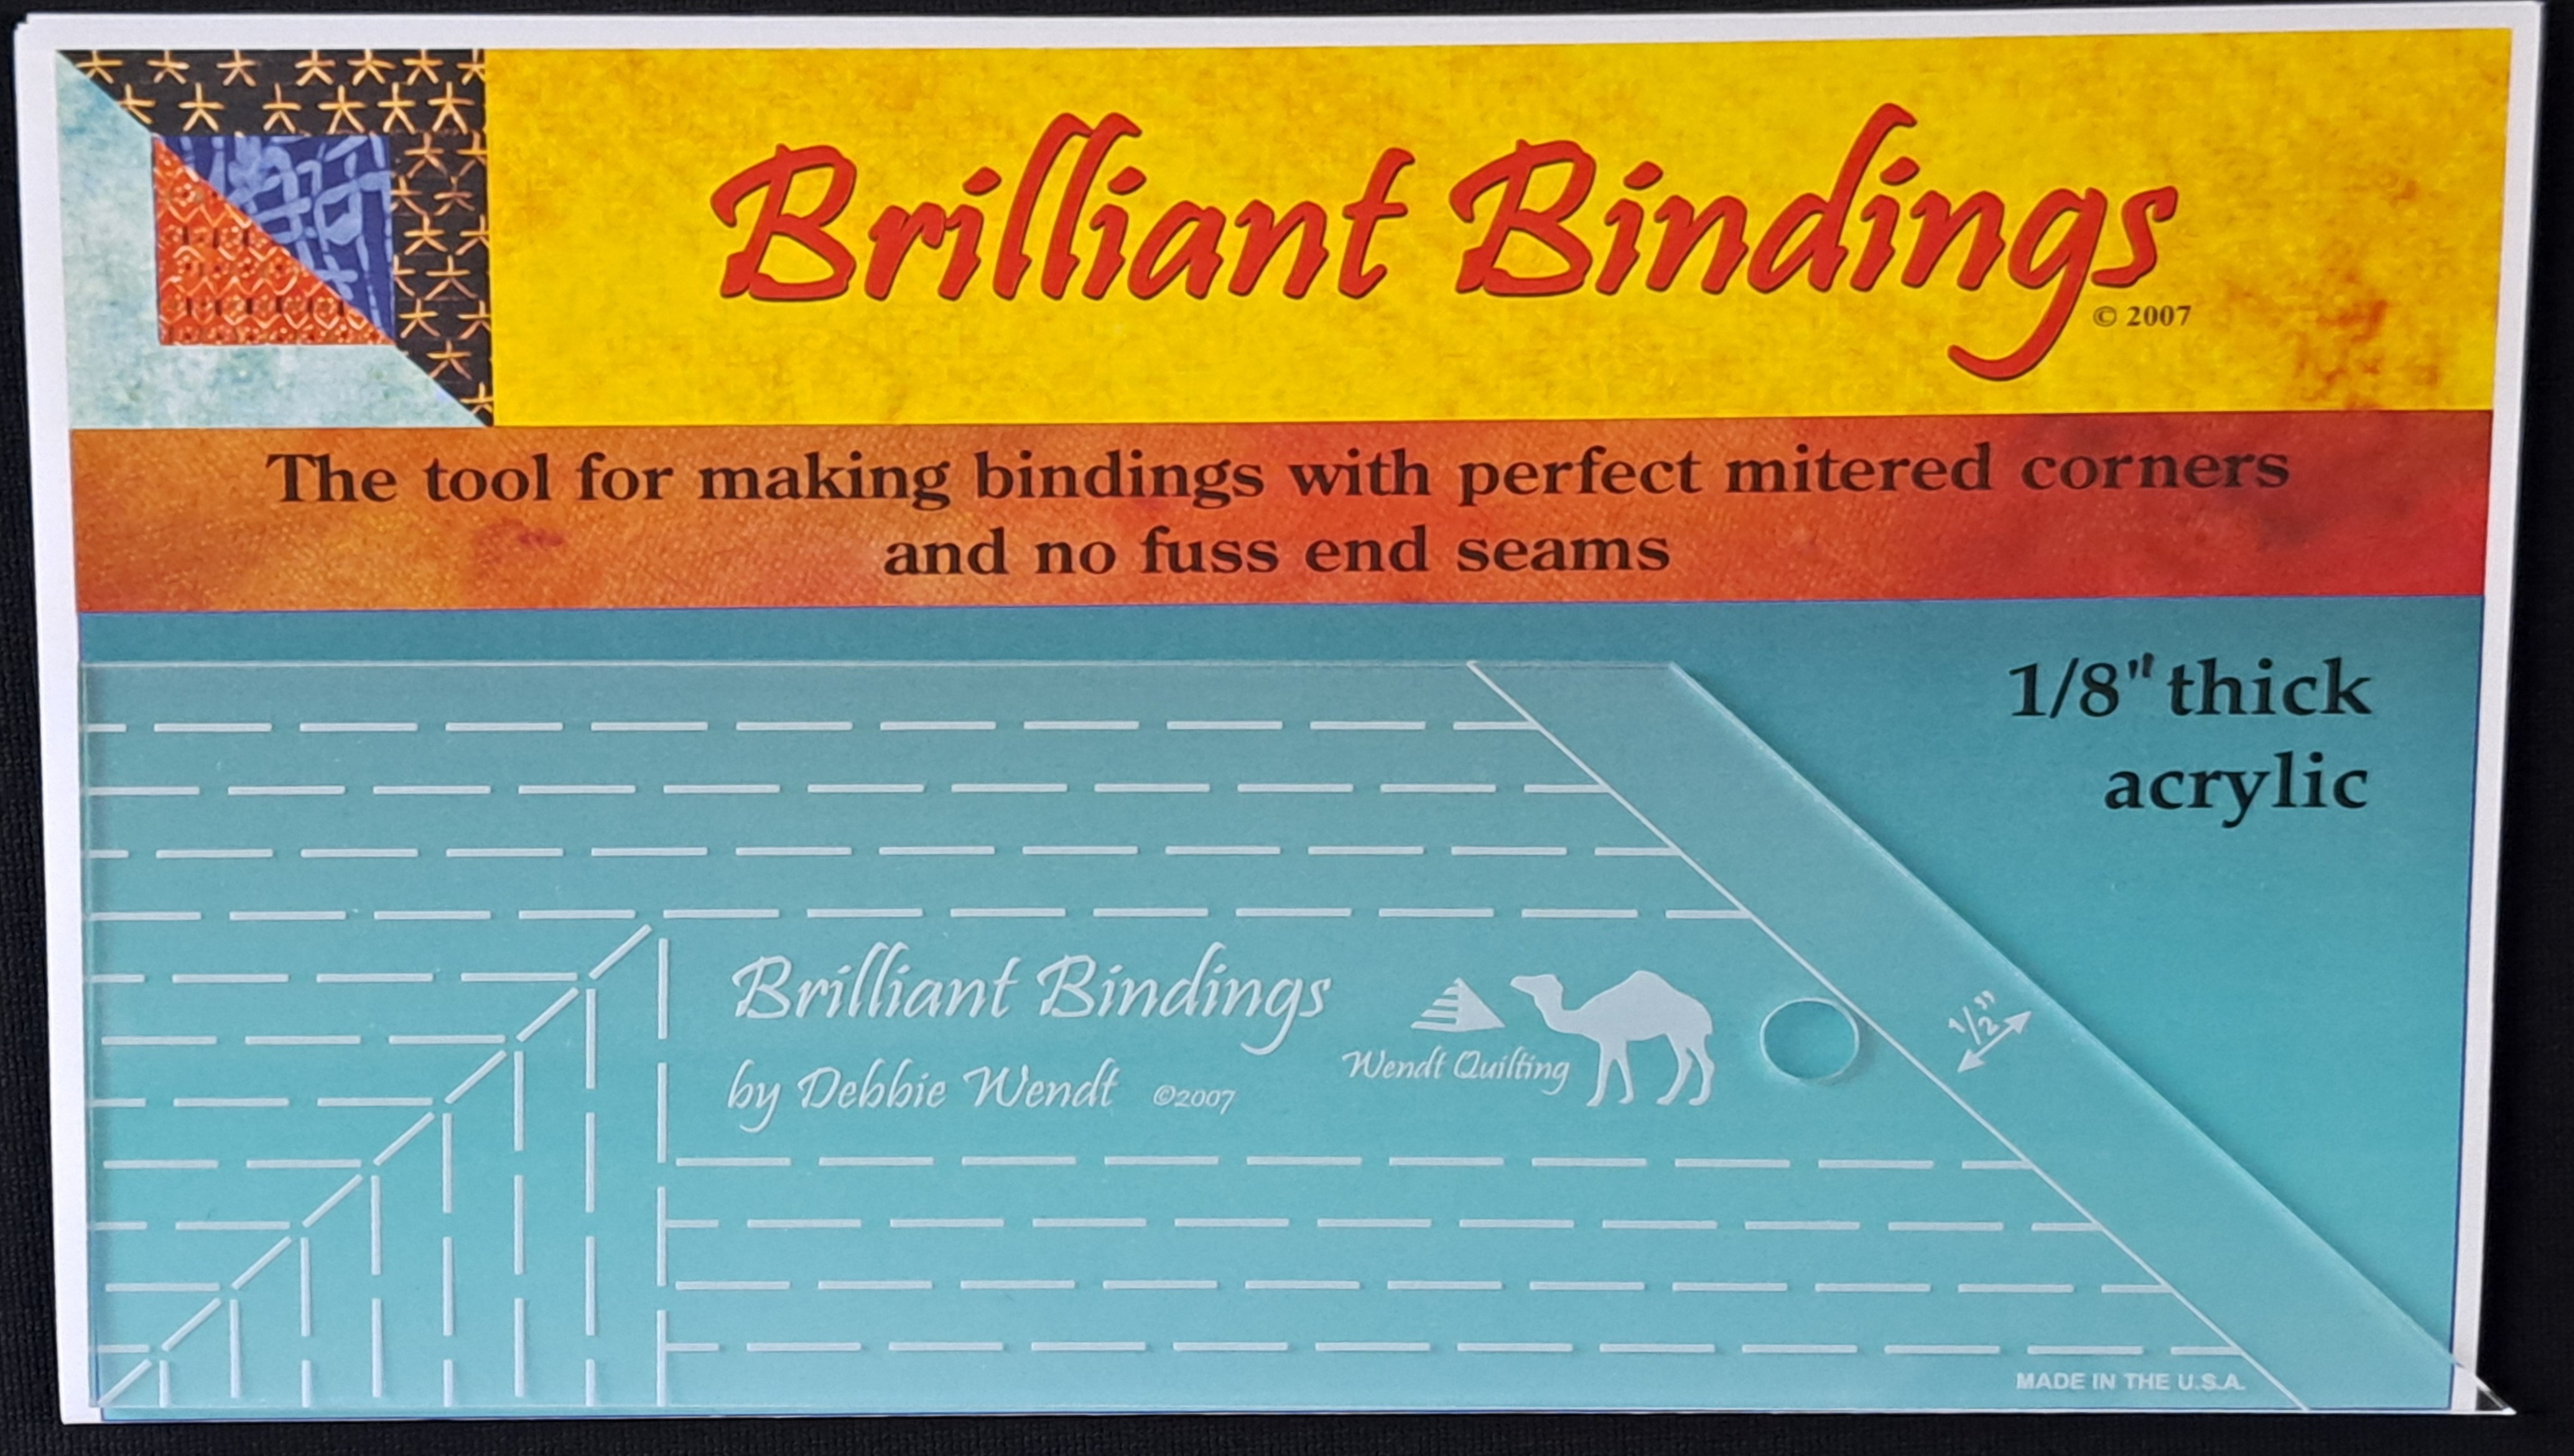 Brilliant Bindings
© 2007
The tool for making bindings with perfect mitered corners
and no fuss end seams
1/8" thick
acrylic
Brilliant Bindings
by Debbie Wendt ©2007
Wendt Quilting
1/2"
MADE IN THE U.S.A.